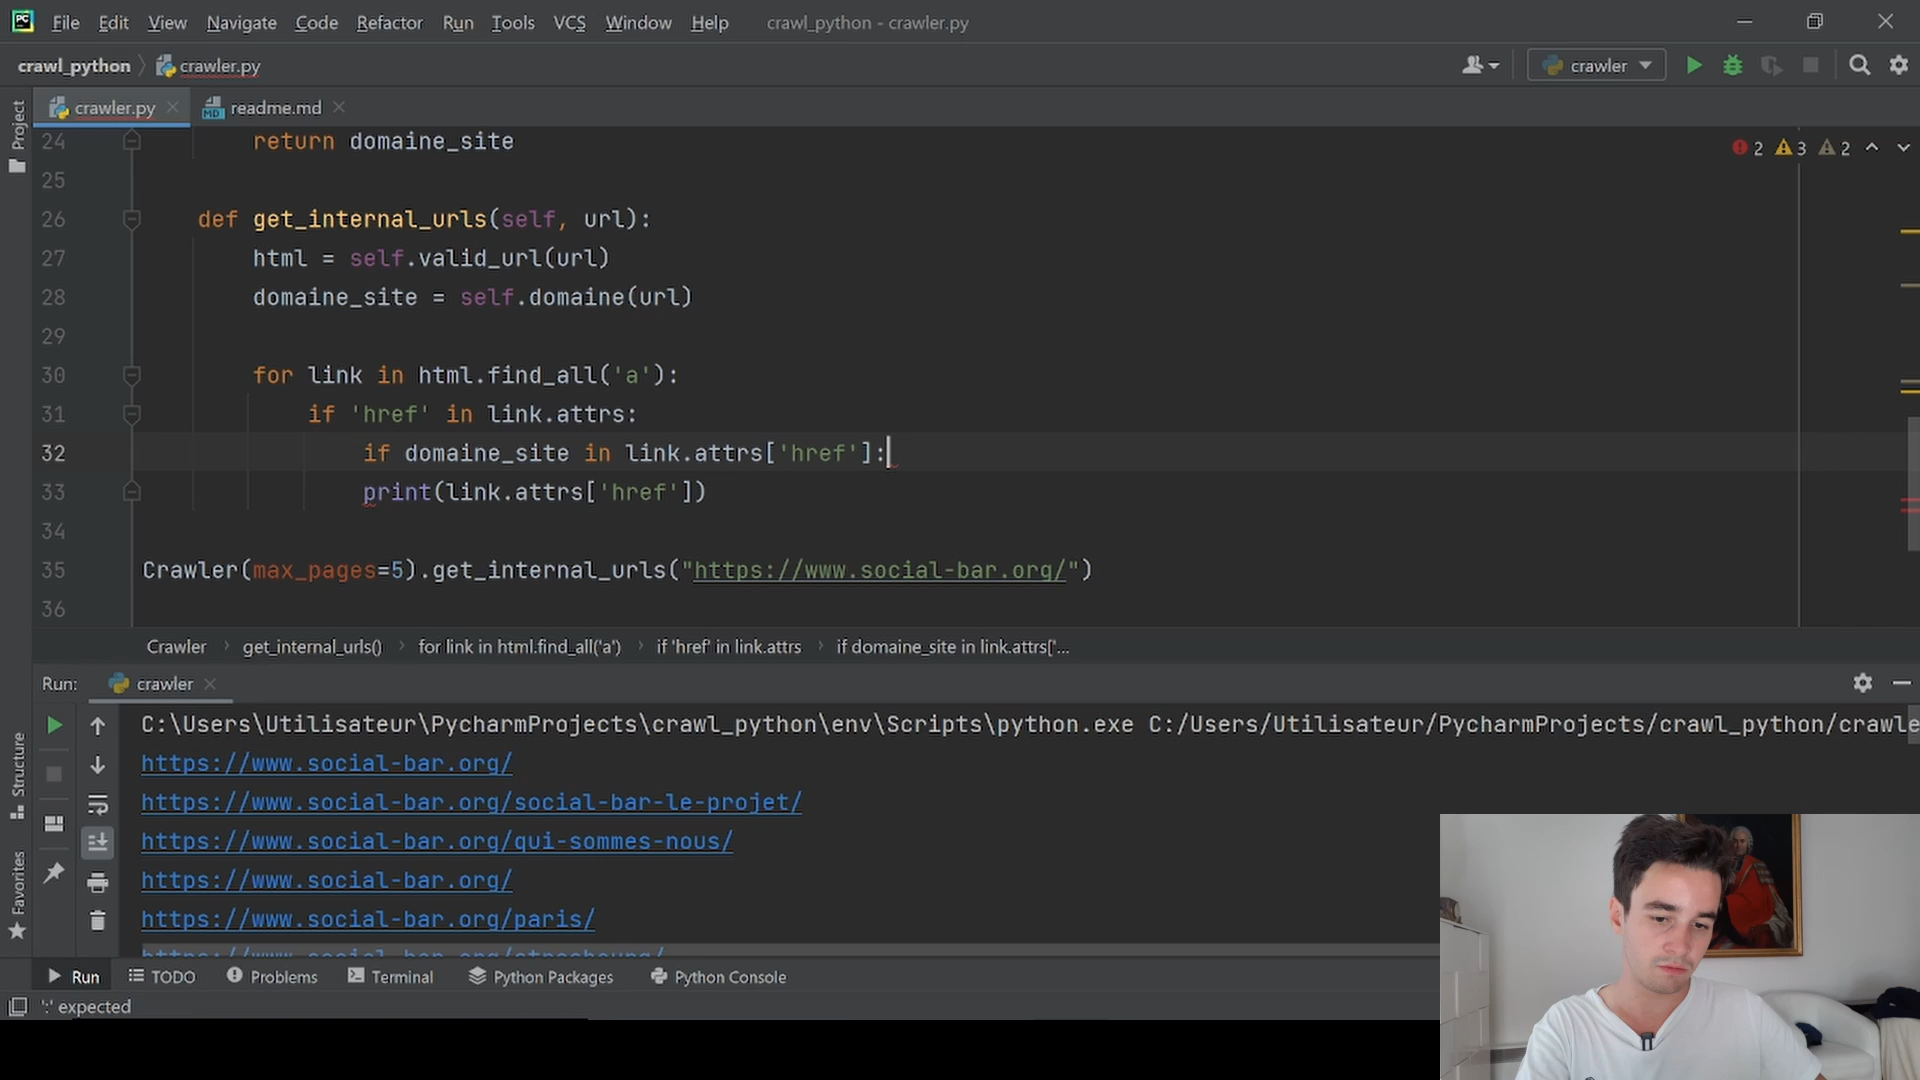 PC File Edit View Navigate Code Refactor Run Tools VCS Window Help crawl_python - crawler.py
crawl_python crawler.py crawler
Project
crawler.py readme.md
24 return domaine_site
2 3 2
25
26 def get_internal_urls(self, url):
27 html = self.valid_url(url)
28 domaine_site = self.domaine(url)
29
30 for link in html.find_all('a'):
31 if 'href' in link.attrs:
32 if domaine_site in link.attrs['href']:
33 print(link.attrs['href'])
34
35 Crawler(max_pages=5).get_internal_urls("https://www.social-bar.org/")
36
Crawler get_internal_urls() for link in html.find_all('a') if 'href' in link.attrs if domaine_site in link.attrs['...
Run: crawler
C:\Users\Utilisateur\PycharmProjects\crawl_python\env\Scripts\python.exe C:/Users/Utilisateur/PycharmProjects/crawl_python/crawle
https://www.social-bar.org/
https://www.social-bar.org/social-bar-le-projet/
https://www.social-bar.org/qui-sommes-nous/
https://www.social-bar.org/
https://www.social-bar.org/paris/
Structure
Favorites
Run TODO Problems Terminal Python Packages Python Console
':' expected